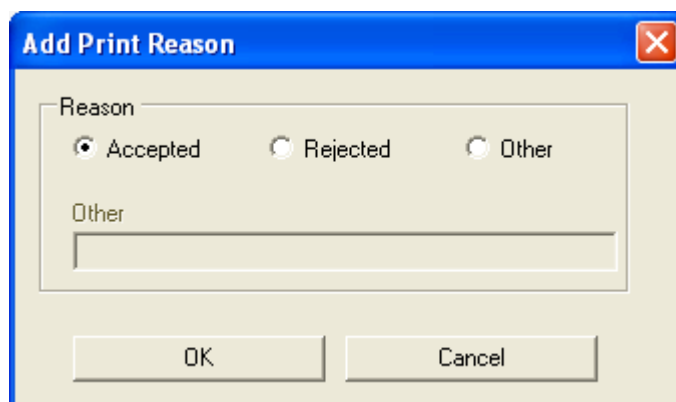 Add Print Reason
Reason
Accepted Rejected Other
Other
OK Cancel